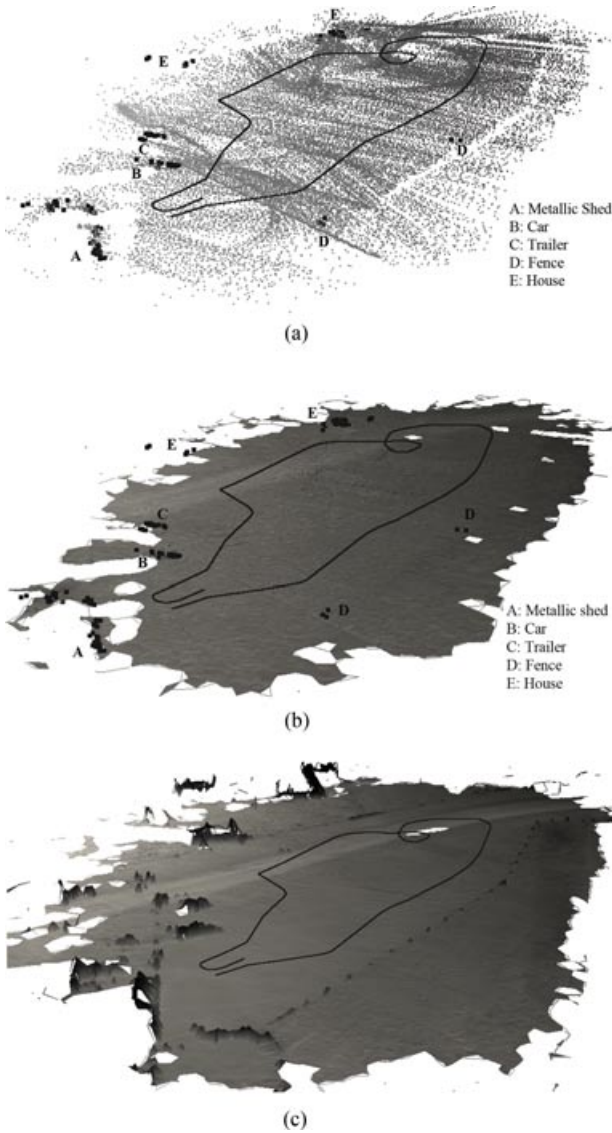 E
E
C
B
D
D
A
A: Metallic Shed
B: Car
C: Trailer
D: Fence
E: House
(a)
E
E
C
D
B
D
A
A: Metallic shed
B: Car
C: Trailer
D: Fence
E: House
(b)
(c)